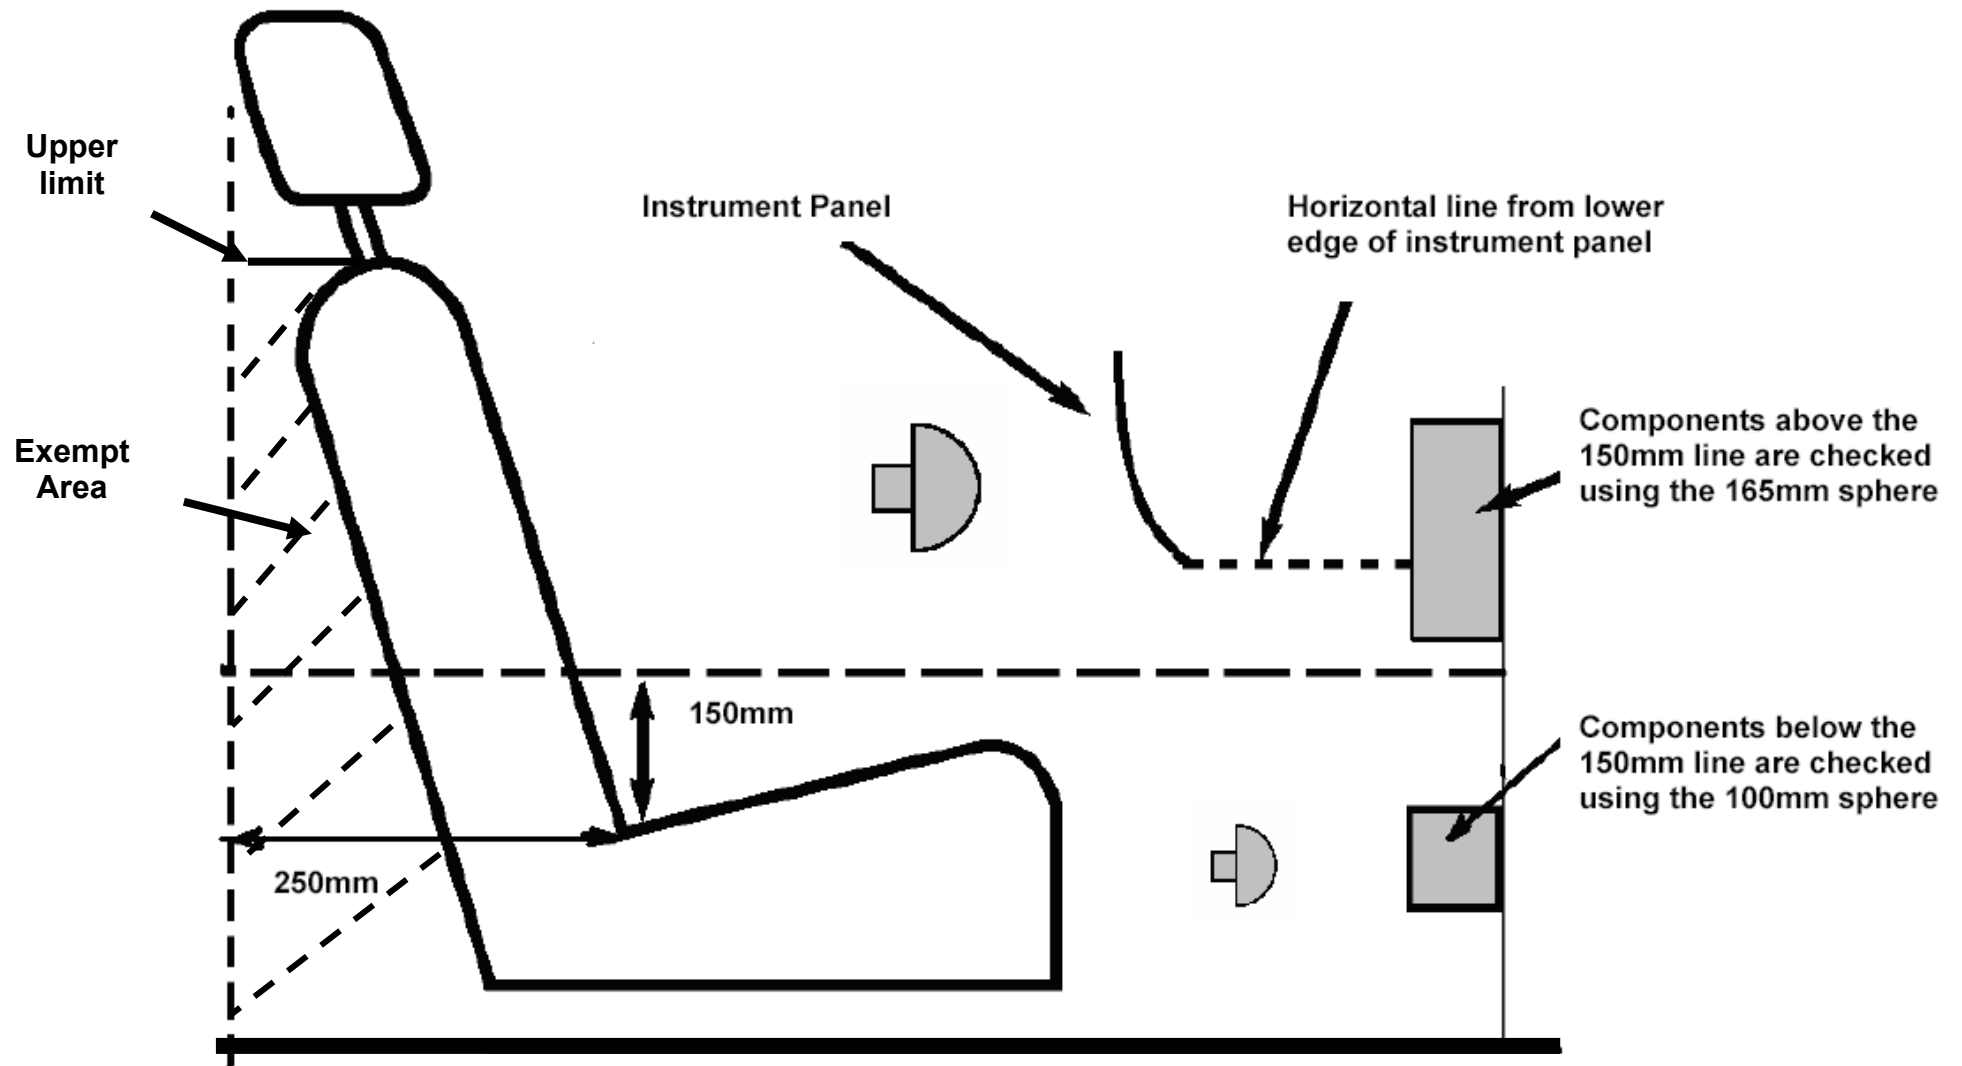 Upper
limit
Instrument Panel
Horizontal line from lower
edge of instrument panel
Exempt
Area
Components above the
150mm line are checked
using the 165mm sphere
150mm
Components below the
150mm line are checked
using the 100mm sphere
250mm